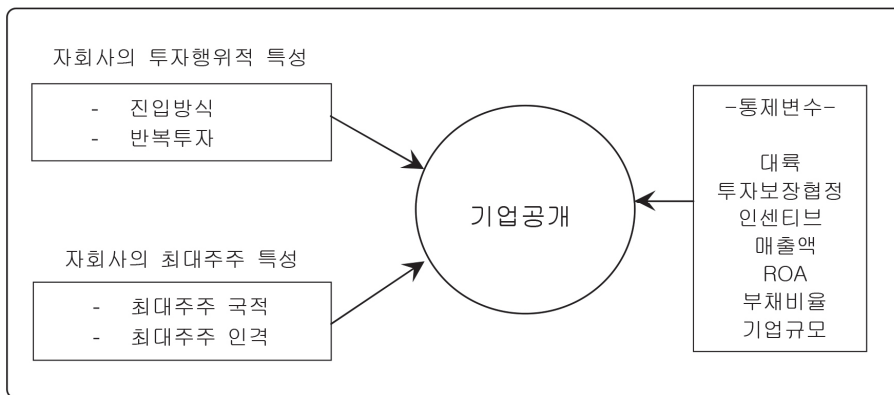 자회사의 투자행위적 특성
- 진입방식
- 반복투자
자회사의 최대주주 특성
- 최대주주 국적
- 최대주주 인격
기업공개
-통제변수-
대륙
투자보장협정
인센티브
매출액
ROA
부채비율
기업규모